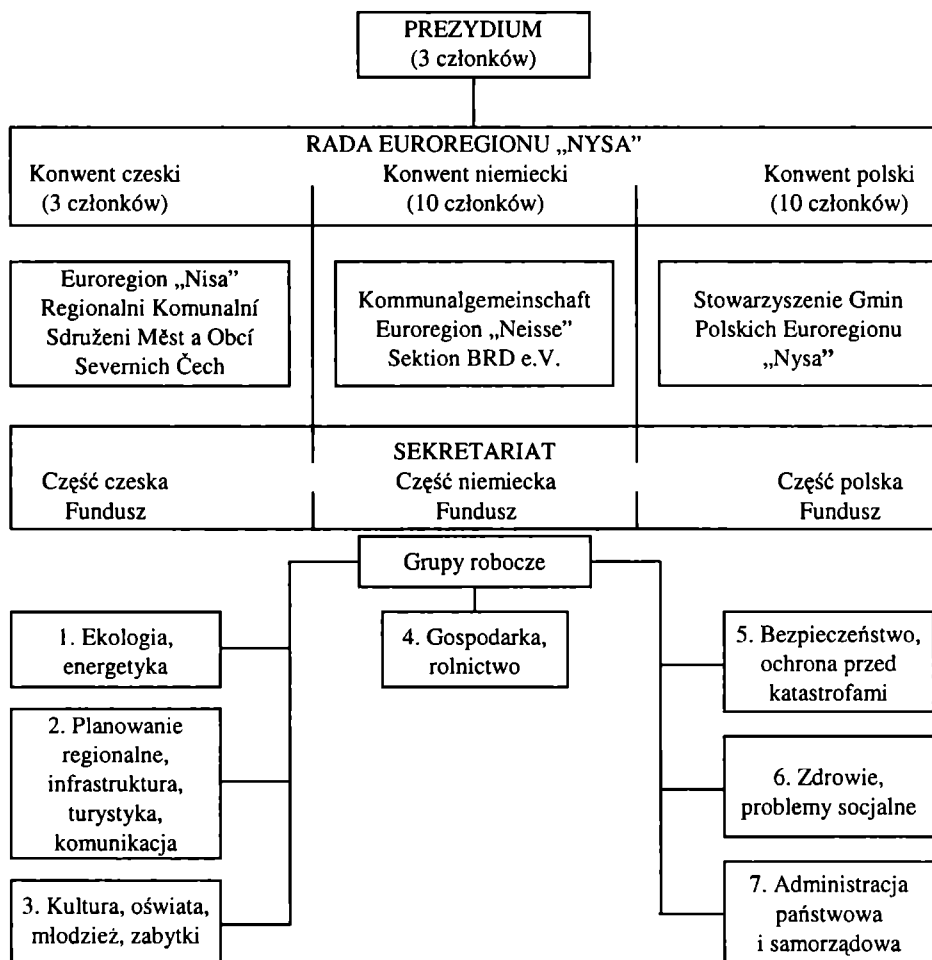 PREZYDIUM
(3 członków)
RADA EUROREGIONU „NYSA”
Konwent czeski
(3 członków)
Konwent niemiecki
(10 członków)
Konwent polski
(10 członków)
Euroregion „Nisa”
Regionalni Komunalní
Sdruženi Měst a Obcí
Severnich Čech
Kommunalgemeinschaft
Euroregion „Neisse”
Sektion BRD e.V.
Stowarzyszenie Gmin
Polskich Euroregionu
„Nysa”
SEKRETARIAT
Część czeska
Fundusz
Część niemiecka
Fundusz
Część polska
Fundusz
Grupy robocze
1. Ekologia,
energetyka
2. Planowanie
regionalne,
infrastruktura,
turystyka,
komunikacja
3. Kultura, oświata,
młodzież, zabytki
4. Gospodarka,
rolnictwo
5. Bezpieczeństwo,
ochrona przed
katastrofami
6. Zdrowie,
problemy socjalne
7. Administracja
państwowa
i samorządowa